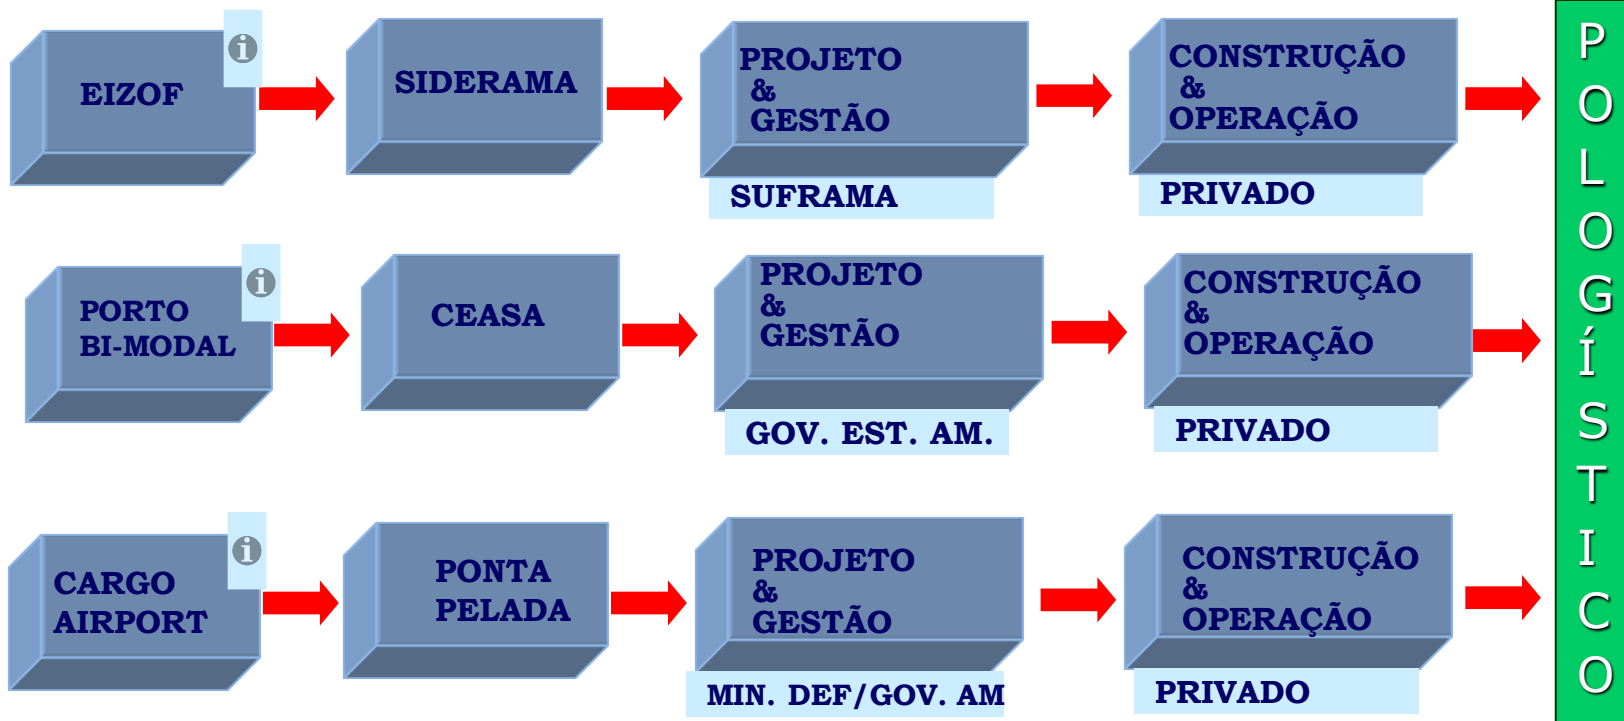 EIZOF
SIDERAMA
PROJETO
&
GESTÃO
SUFRAMA
CONSTRUÇÃO
&
OPERAÇÃO
PRIVADO
PORTO
BI-MODAL
CEASA
PROJETO
&
GESTÃO
GOV. EST. AM.
CONSTRUÇÃO
&
OPERAÇÃO
PRIVADO
CARGO
AIRPORT
PONTA
PELADA
PROJETO
&
GESTÃO
MIN. DEF/GOV. AM
CONSTRUÇÃO
&
OPERAÇÃO
PRIVADO
P
O
L
O
G
Í
S
T
I
C
O